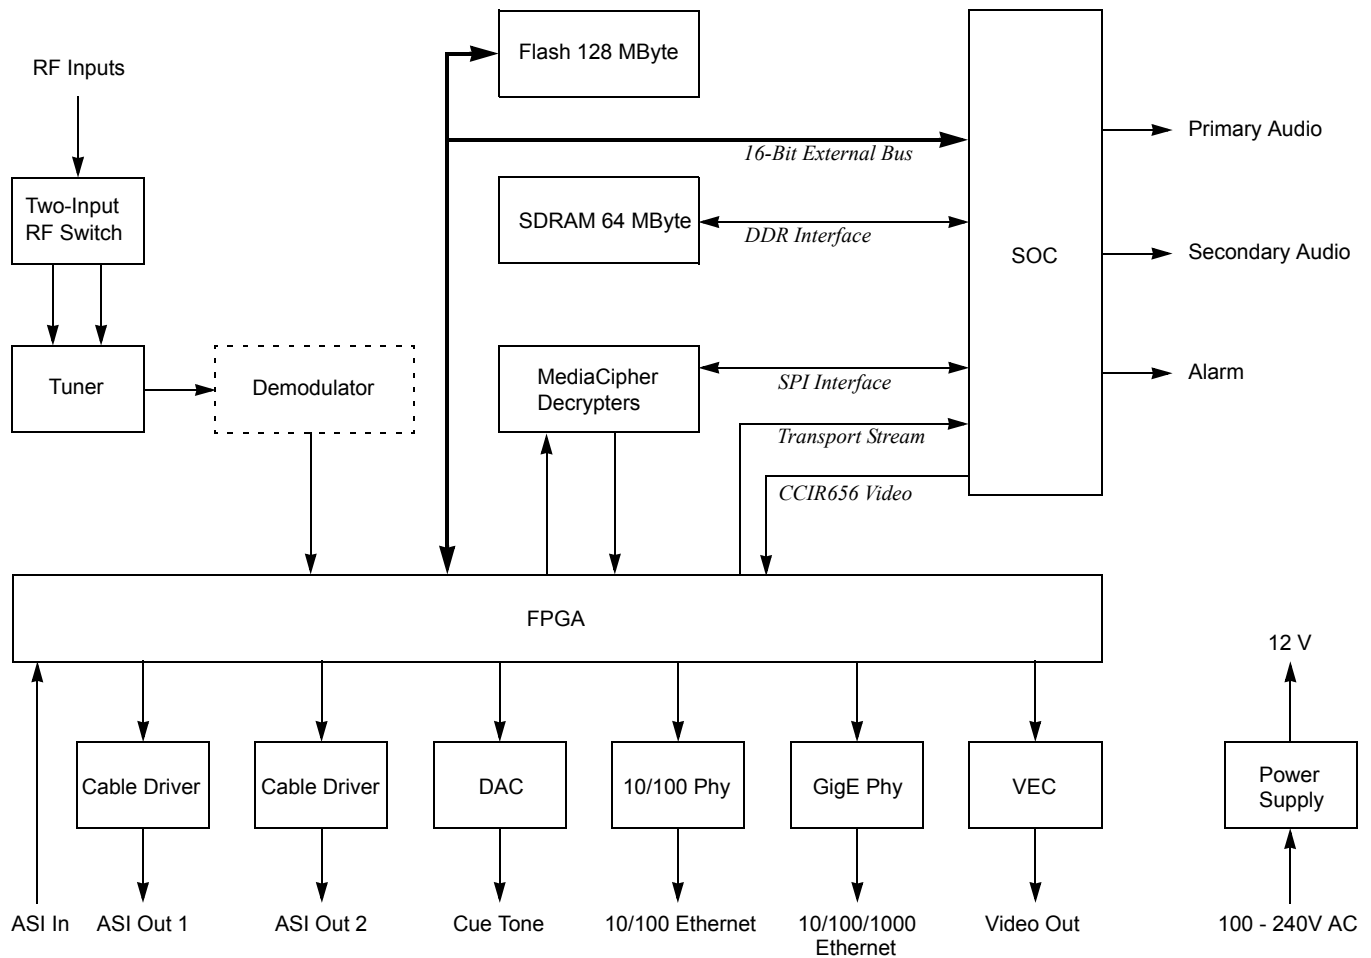 Flash 128 MByte
RF Inputs
Primary Audio
16-Bit External Bus
Two-Input
RF Switch
SDRAM 64 MByte
DDR Interface
SOC
Secondary Audio
Tuner
Demodulator
MediaCipher
Decrypters
SPI Interface
Alarm
Transport Stream
CCIR656 Video
FPGA
12 V
Cable Driver
Cable Driver
DAC
10/100 Phy
GigE Phy
VEC
Power
Supply
ASI In
ASI Out 1
ASI Out 2
Cue Tone
10/100 Ethernet
10/100/1000
Ethernet
Video Out
100 - 240V AC